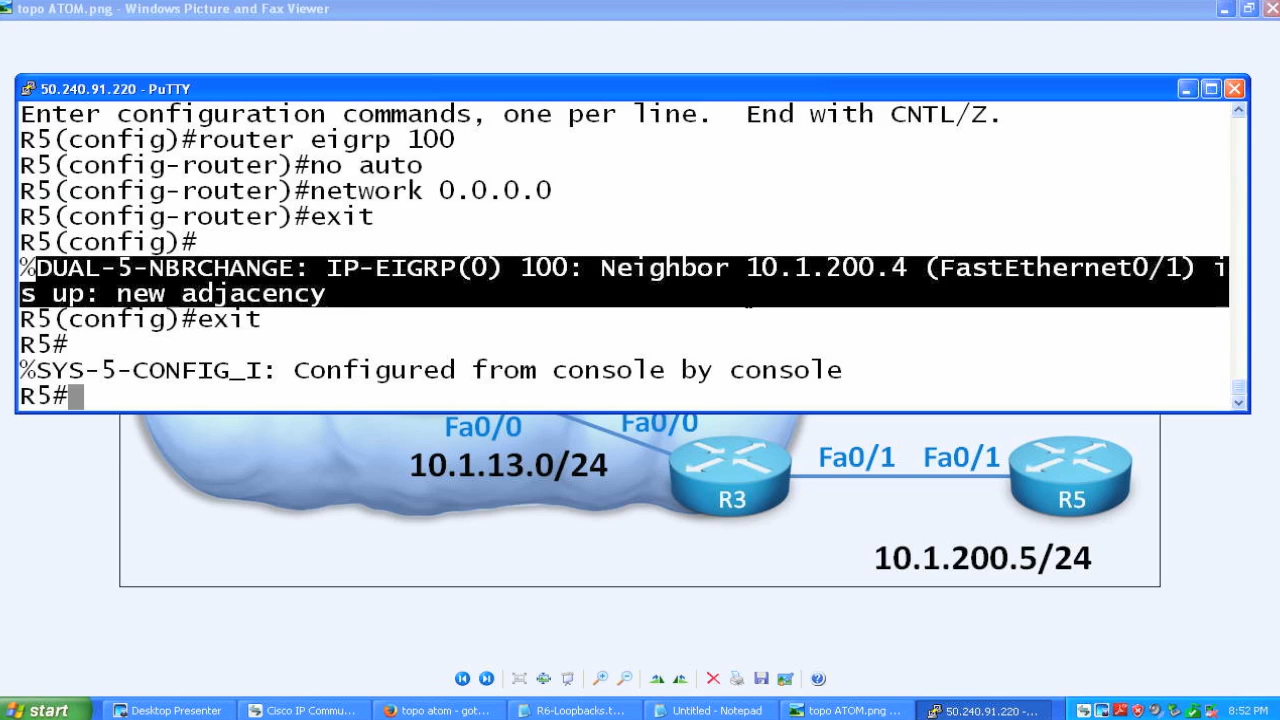 topo ATOM.png - Windows Picture and Fax Viewer
50.240.91.220 - PuTTY
Enter configuration commands, one per line.  End with CNTL/Z.
R5(config)#router eigrp 100
R5(config-router)#no auto
R5(config-router)#network 0.0.0.0
R5(config-router)#exit
R5(config)#
%DUAL-5-NBRCHANGE: IP-EIGRP(0) 100: Neighbor 10.1.200.4 (FastEthernet0/1) i
s up: new adjacency
R5(config)#exit
R5#
%SYS-5-CONFIG_I: Configured from console by console
R5#
Fa0/0 Fa0/0
10.1.13.0/24
Fa0/1 Fa0/1
R3 R5
10.1.200.5/24
start Desktop Presenter Cisco IP Commu... topo atom - got... R6-Loopbacks.t... Untitled - Notepad topo ATOM.png ... 50.240.91.220 -... 8:52 PM